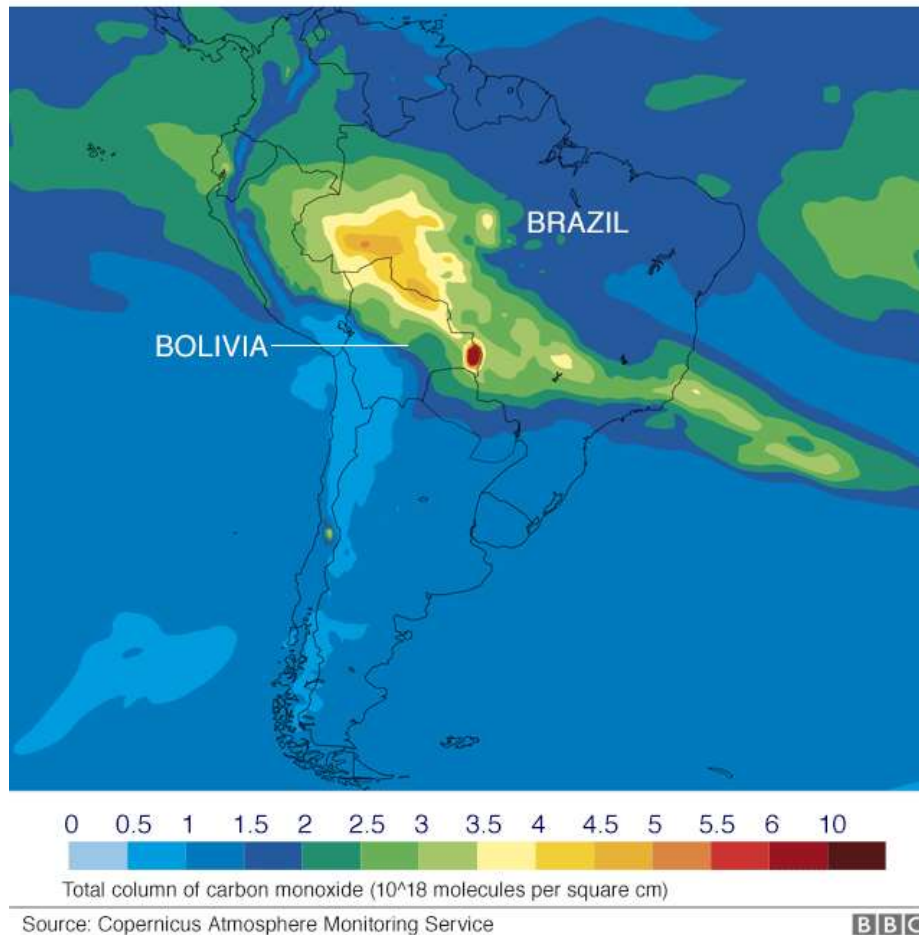 BRAZIL
BOLIVIA
0 0.5 1 1.5 2 2.5 3 3.5 4 4.5 5 5.5 6 10
Total column of carbon monoxide (10^18 molecules per square cm)
Source: Copernicus Atmosphere Monitoring Service
BBC